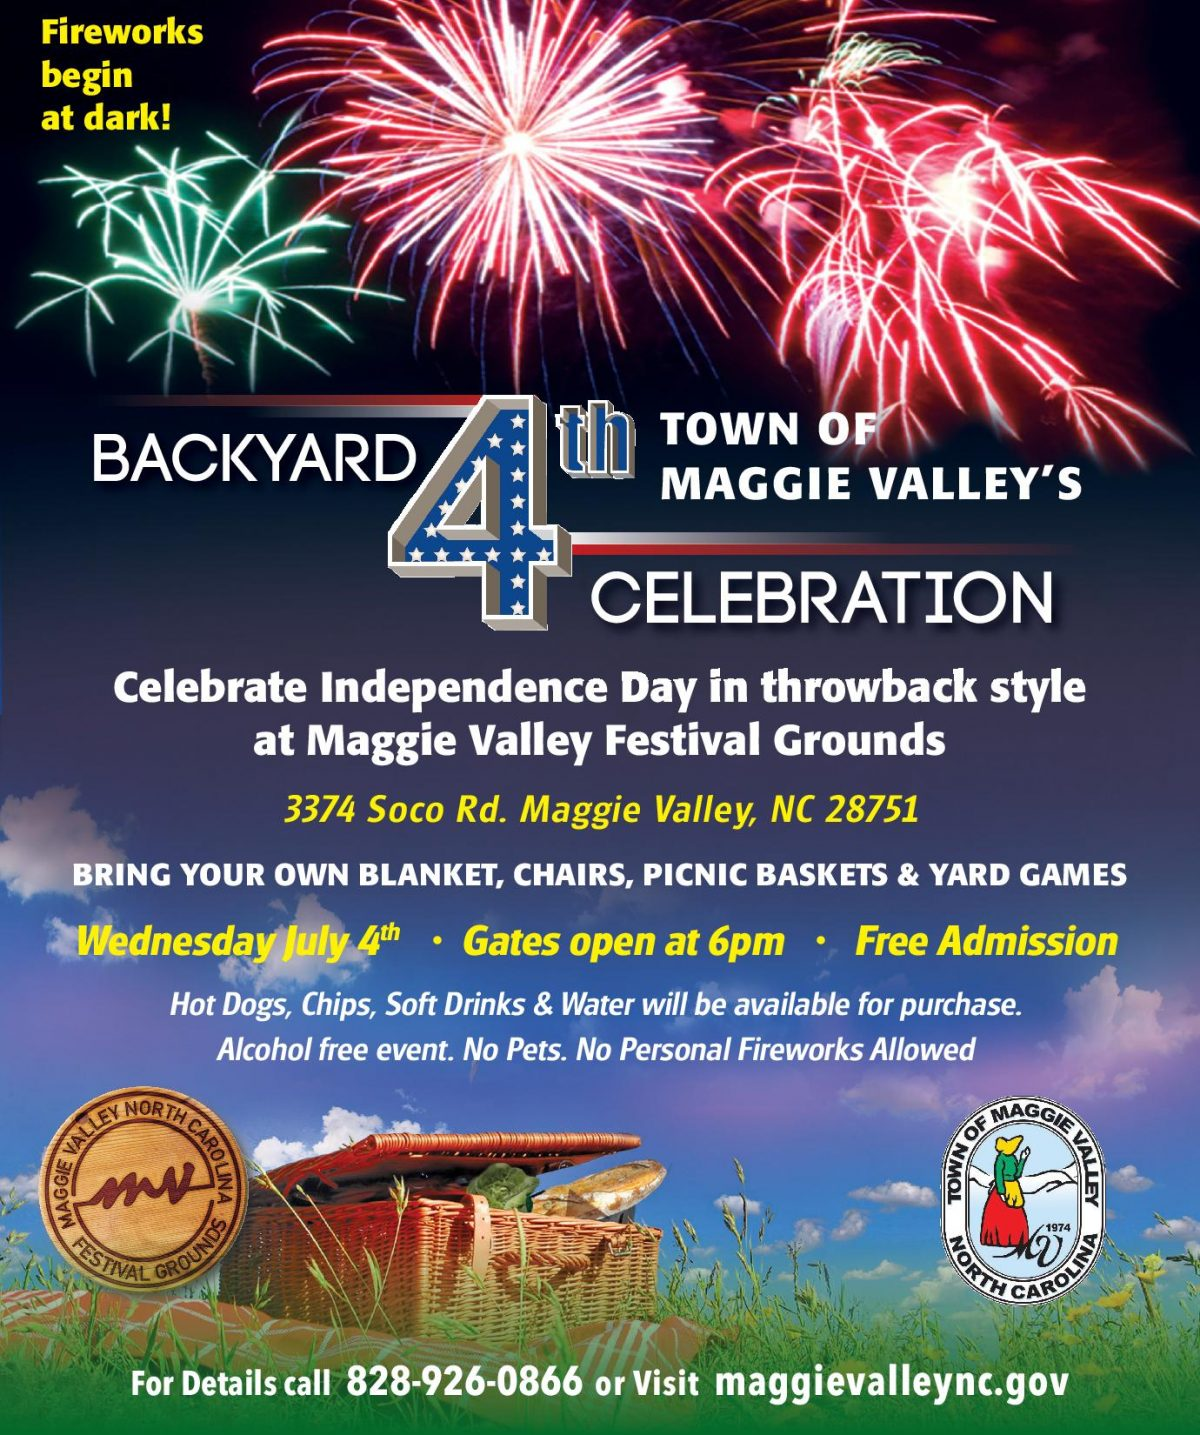 Fireworks
begin
at dark!
BACKYARD 4th TOWN OF
MAGGIE VALLEY'S
CELEBRATION
Celebrate Independence Day in throwback style
at Maggie Valley Festival Grounds
3374 Soco Rd. Maggie Valley, NC 28751
BRING YOUR OWN BLANKET, CHAIRS, PICNIC BASKETS & YARD GAMES
Wednesday July 4th • Gates open at 6pm • Free Admission
Hot Dogs, Chips, Soft Drinks & Water will be available for purchase.
Alcohol free event. No Pets. No Personal Fireworks Allowed
MAGGIE VALLEY NORTH CAROLINA
mv
FESTIVAL GROUNDS
TOWN OF MAGGIE VALLEY
1974
MV
NORTH CAROLINA
For Details call 828-926-0866 or Visit maggievalleync.gov